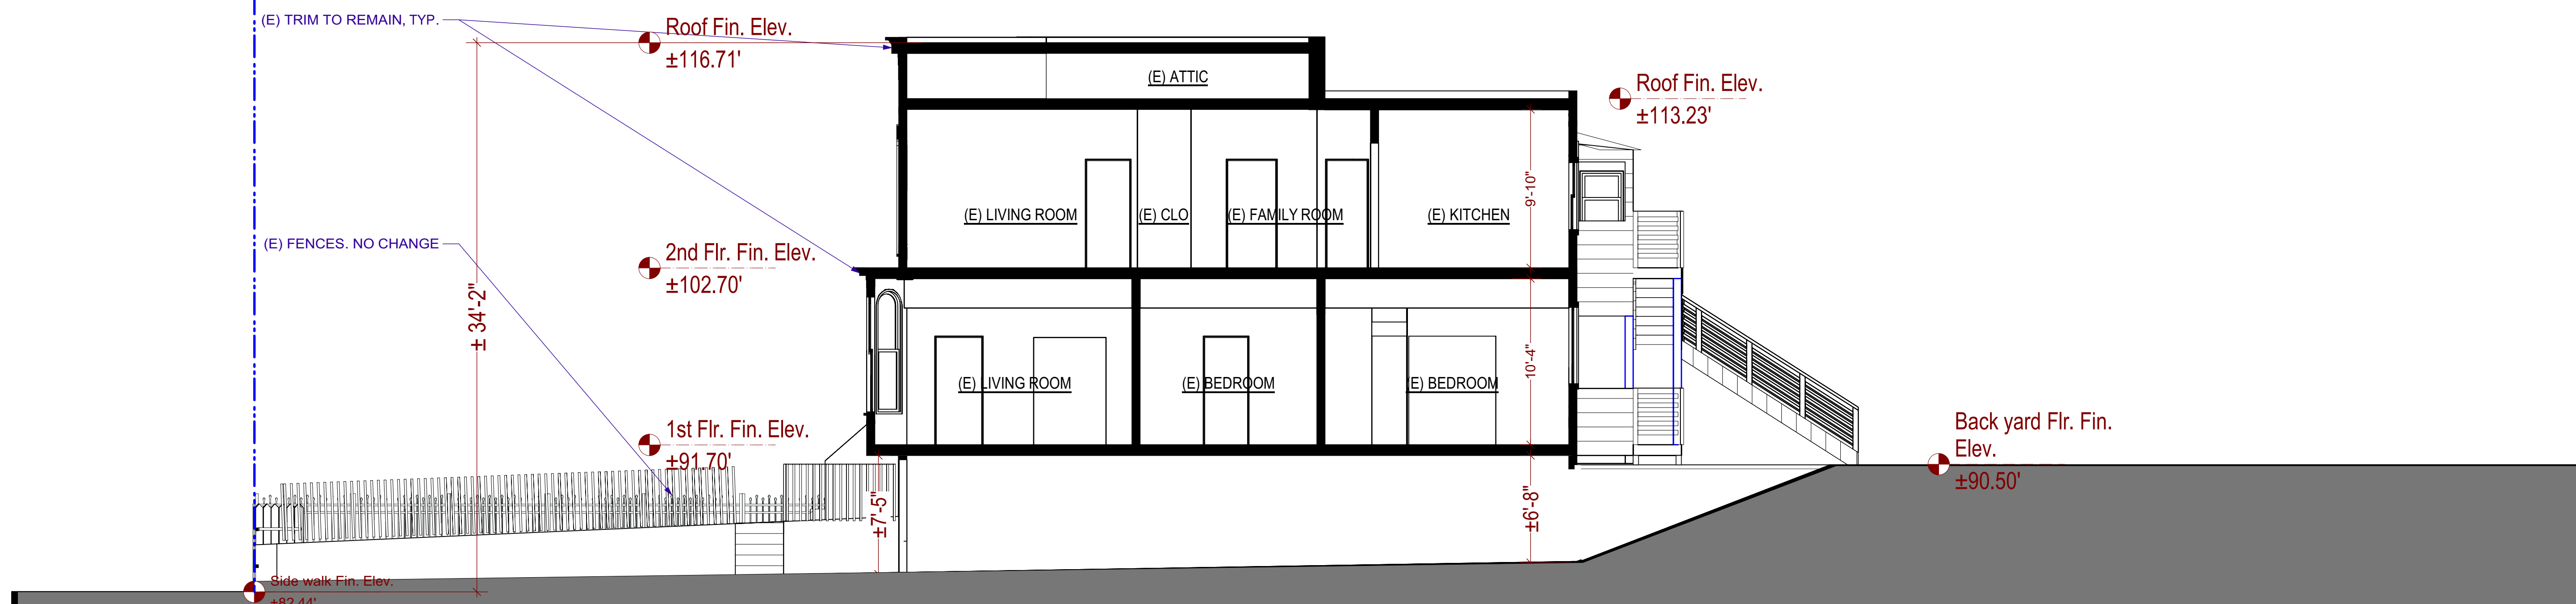 (E) TRIM TO REMAIN, TYP.
Roof Fin. Elev.
±116.71'
(E) ATTIC
Roof Fin. Elev.
±113.23'
9'-10"
(E) LIVING ROOM
(E) CLO
(E) FAMILY ROOM
(E) KITCHEN
(E) FENCES. NO CHANGE
2nd Flr. Fin. Elev.
±102.70'
± 34'-2"
10'-4"
(E) LIVING ROOM
(E) BEDROOM
(E) BEDROOM
1st Flr. Fin. Elev.
±91.70'
Back yard Flr. Fin.
Elev.
±90.50'
±7'-5"
±6'-8"
Side walk Fin. Elev.
±82.44'